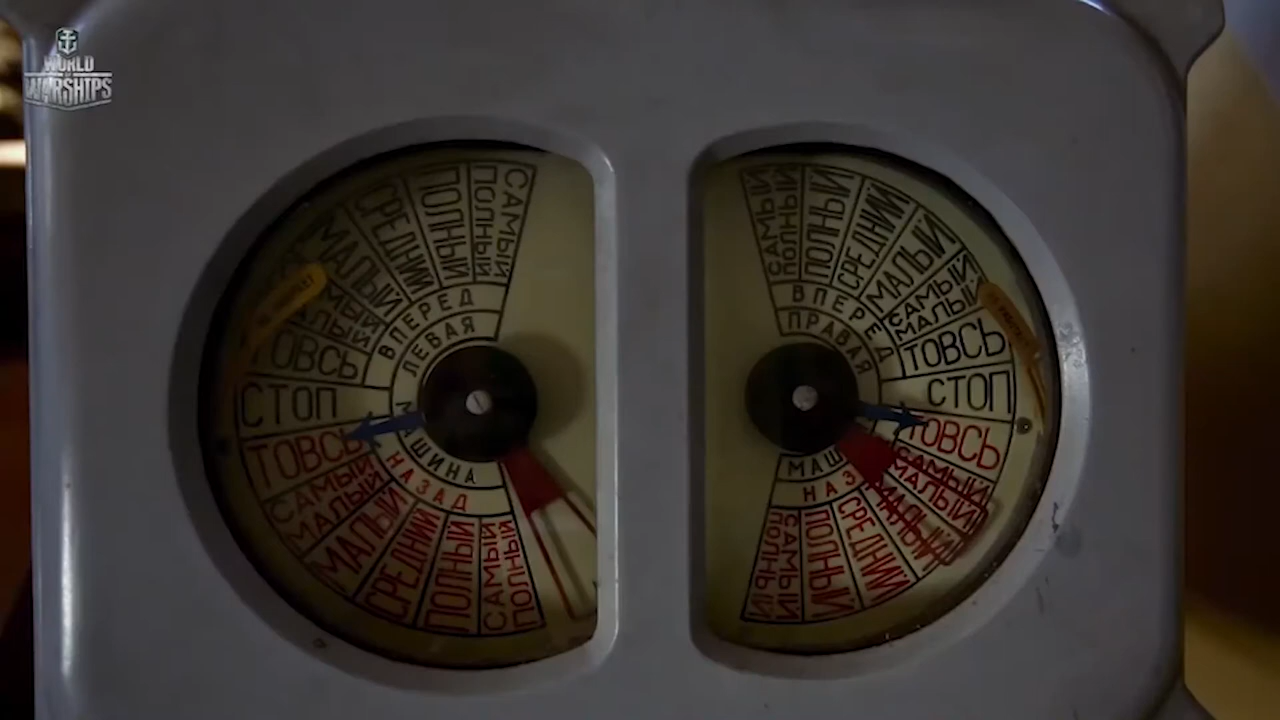 WORLD
OF
WARSHIPS
САМЫЙ
ПОЛНЫЙ
ПОЛНЫЙ
СРЕДНИЙ
МАЛЫЙ
САМЫЙ
МАЛЫЙ
ТОВСЬ
СТОП
ТОВСЬ
САМЫЙ
МАЛЫЙ
МАЛЫЙ
СРЕДНИЙ
ПОЛНЫЙ
САМЫЙ
ПОЛНЫЙ
ВПЕРЕД
ЛЕВАЯ
МАШИНА
НАЗАД
САМЫЙ
ПОЛНЫЙ
ПОЛНЫЙ
СРЕДНИЙ
МАЛЫЙ
САМЫЙ
МАЛЫЙ
ТОВСЬ
СТОП
ТОВСЬ
САМЫЙ
МАЛЫЙ
МАЛЫЙ
СРЕДНИЙ
ПОЛНЫЙ
САМЫЙ
ПОЛНЫЙ
ВПЕРЕД
ПРАВАЯ
МАШ
НАЗ